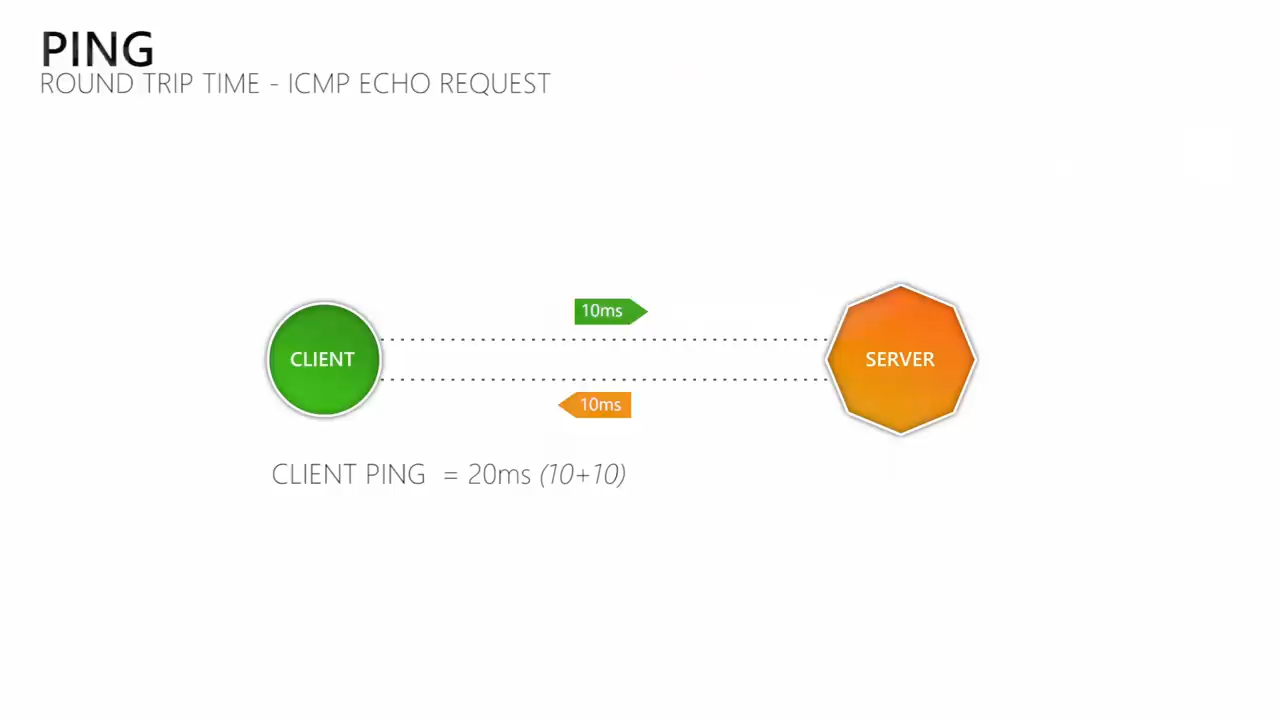 PING
ROUND TRIP TIME - ICMP ECHO REQUEST
10ms
CLIENT
SERVER
10ms
CLIENT PING = 20ms (10+10)